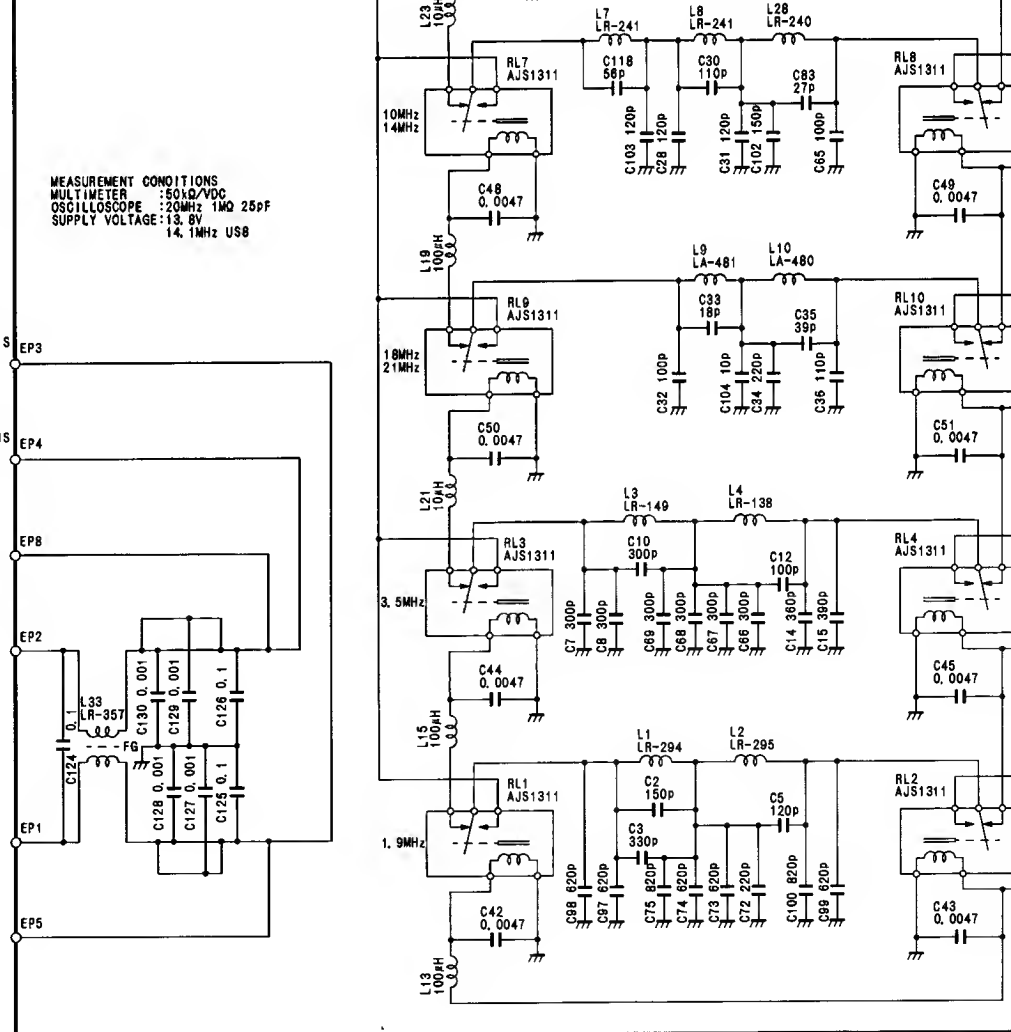 L23
10μH
L7
LR-241
L8
LR-241
L28
LR-240
RL7
AJS1311
C118
56p
C30
110p
C83
27p
RL8
AJS1311
10MHz
14MHz
C103 120p
C28 120p
C31 120p
C102 150p
C65 100p
MEASUREMENT CONDITIONS
MULTIMETER :50kΩ/VDC
OSCILLOSCOPE :20MHz 1MΩ 25pF
SUPPLY VOLTAGE:13.8V
14.1MHz USB
C48
0.0047
C49
0.0047
L19
100μH
L9
LA-481
L10
LA-480
RL9
AJS1311
C33
18p
C35
39p
RL10
AJS1311
S
EP3
18MHz
21MHz
C32 100p
C104 10p
C34 220p
C36 110p
EP4
C50
0.0047
C51
0.0047
L21
10μH
L3
LR-149
L4
LR-138
EP8
RL3
AJS1311
C10
300p
C12
100p
RL4
AJS1311
3.5MHz
C7 300p
C8 300p
C69 300p
C68 300p
C67 300p
C66 300p
C14 360p
C15 390p
EP2
C44
0.0047
C45
0.0047
C124 0.1
L33
LR-357
FG
C130 0.001
C129 0.001
C126 0.1
C128 0.001
C127 0.001
C125 0.1
L15
100μH
L1
LR-294
L2
LR-295
RL1
AJS1311
C2
150p
C5
120p
RL2
AJS1311
EP1
1.9MHz
C3
330p
C98 620p
C97 620p
C75 820p
C74 620p
C73 620p
C72 220p
C100 820p
C99 620p
EP5
C42
0.0047
C43
0.0047
L13
100μH